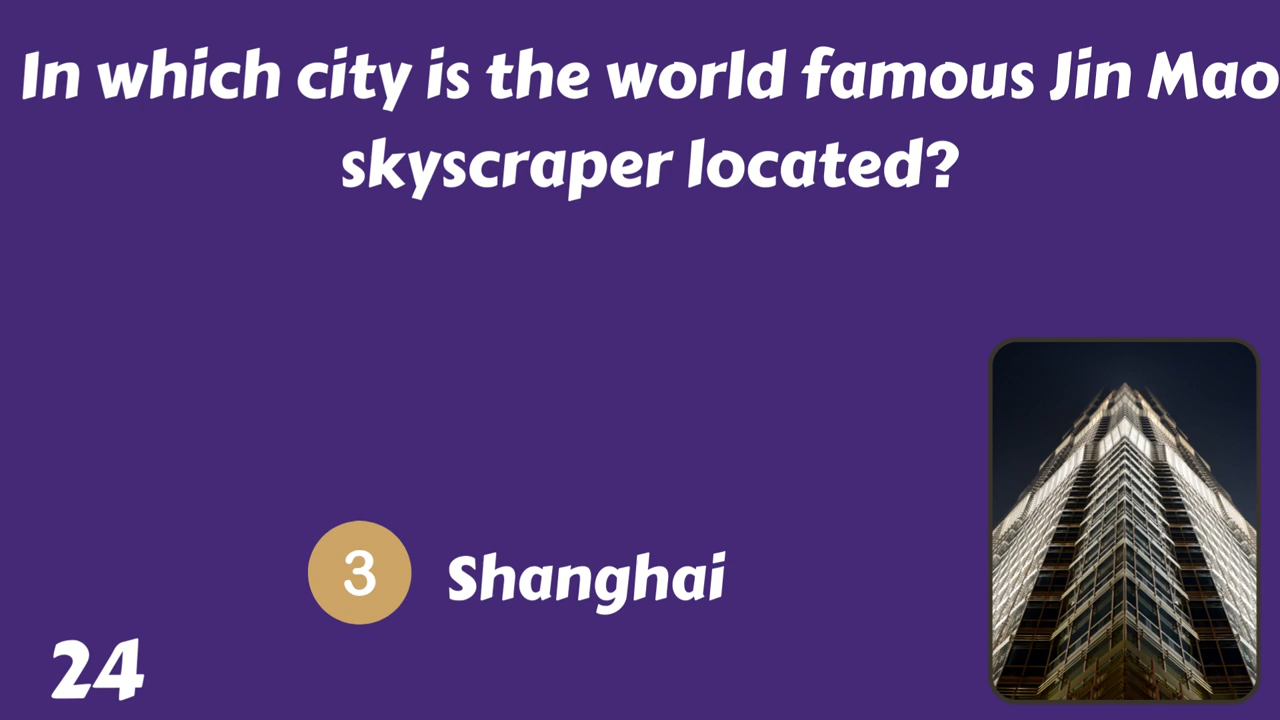 In which city is the world famous Jin Mao
skyscraper located?
3 Shanghai
24